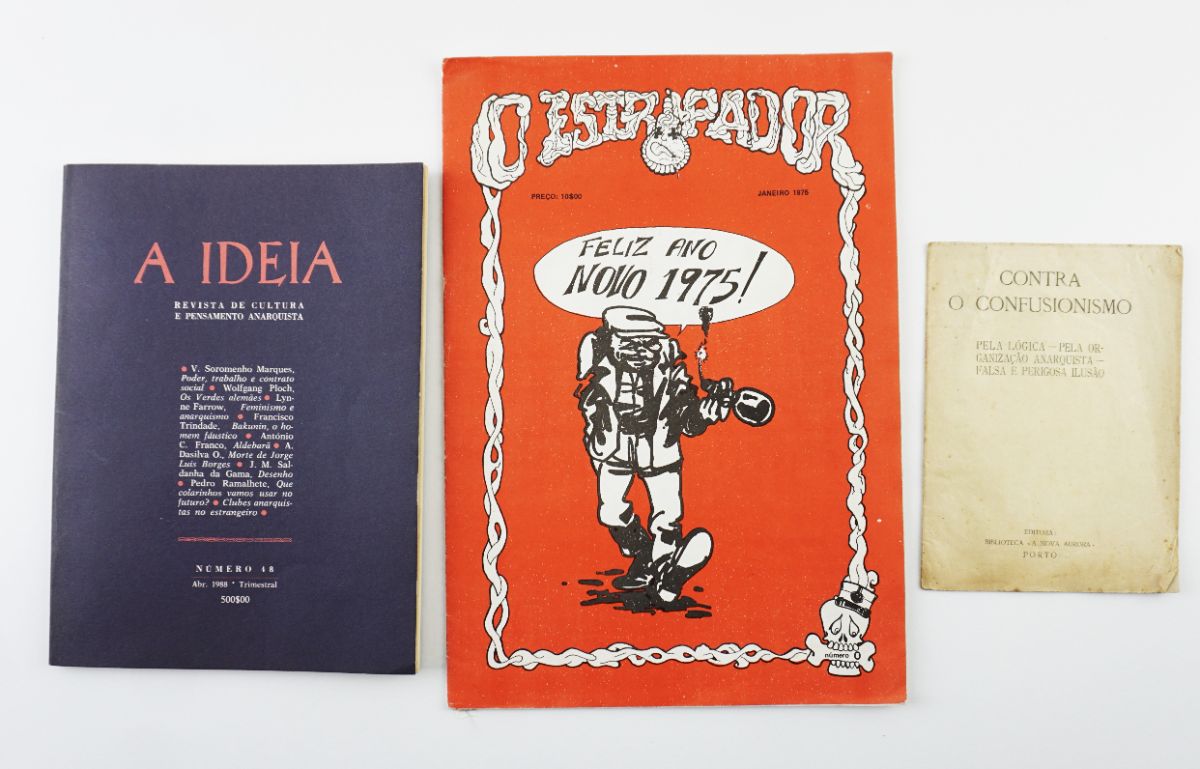 A IDEIA
REVISTA DE CULTURA
E PENSAMENTO ANARQUISTA
● V. Soromenho Marques,
Poder, trabalho e contrato
social ● Wolfgang Ploch,
Os Verdes alemães ● Lyn-
ne Farrow, Feminismo e
anarquismo ● Francisco
Trindade, Bakunin, o ho-
mem fáustico ● António
C. Franco, Aldebarã ● A.
Dasilva O., Morte de Jorge
Luis Borges ● J. M. Sal-
danha da Gama, Desenho
● Pedro Ramalhete, Que
colarinhos vamos usar no
futuro? ● Clubes anarquis-
tas no estrangeiro ●
NÚMERO 48
Abr. 1988 * Trimestral
500$00
O ESTRIPADOR
PREÇO: 10$00
JANEIRO 1975
FELIZ ANO
NOVO 1975!
número 0
CONTRA
O CONFUSIONISMO
PELA LÓGICA — PELA OR-
GANIZAÇÃO ANARQUISTA —
FALSA E PERIGOSA ILUSÃO
EDITORA:
BIBLIOTECA «A NOVA AURORA»
PORTO